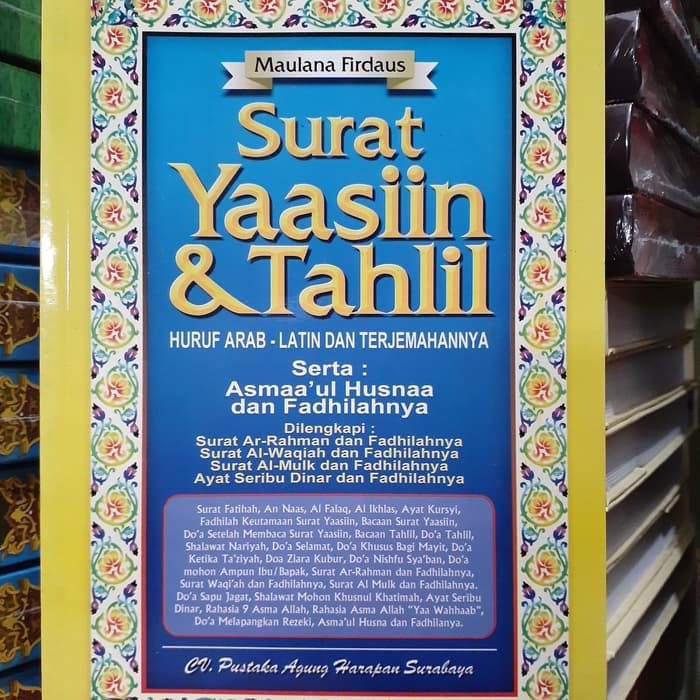 Maulana Firdaus
Surat
Yaasiin
& Tahlil
HURUF ARAB - LATIN DAN TERJEMAHANNYA
Serta :
Asmaa'ul Husnaa
dan Fadhilahnya
Dilengkapi :
Surat Ar-Rahman dan Fadhilahnya
Surat Al-Waqiah dan Fadhilahnya
Surat Al-Mulk dan Fadhilahnya
Ayat Seribu Dinar dan Fadhilahnya
Surat Fatihah, An Naas, Al Falaq, Al Ikhlas, Ayat Kursyi,
Fadhilah Keutamaan Surat Yaasiin, Bacaan Surat Yaasiin,
Do'a Setelah Membaca Surat Yaasiin, Bacaan Tahlil, Do'a Tahlil,
Shalawat Nariyah, Do'a Selamat, Do'a Khusus Bagi Mayit, Do'a
Ketika Ta'ziyah, Doa Ziara Kubur, Do'a Nishfu Sya'ban, Do'a
mohon Ampun Ibu/Bapak, Surat Ar-Rahman dan Fadhilahnya,
Surat Waqi'ah dan Fadhilahnya, Surat Al Mulk dan Fadhilahnya.
Do'a Sapu Jagat, Shalawat Mohon Khusnul Khatimah, Ayat Seribu
Dinar, Rahasia 9 Asma Allah, Rahasia Asma Allah "Yaa Wahhaab",
Do'a Melapangkan Rezeki, Asma'ul Husna dan Fadhilanya.
CV. Pustaka Agung Harapan Surabaya